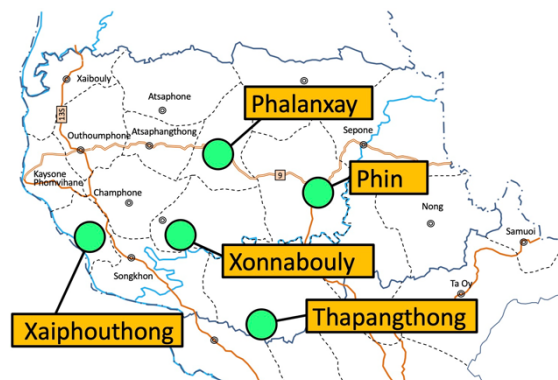 Xaibouly
135
Atsaphone
Phalanxay
Outhoumphone
Atsaphangthong
Sepone
Kaysone
Phomvihane
9
Phin
Champhone
Nong
Samuoi
Xonnabouly
Songkhon
Ta Oy
Xaiphouthong
Thapangthong